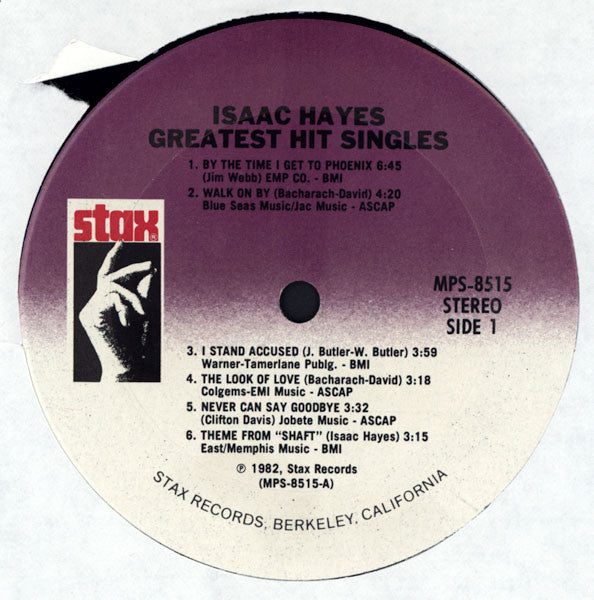 ISAAC HAYES
GREATEST HIT SINGLES
1. BY THE TIME I GET TO PHOENIX 6:45
(Jim Webb) EMP CO. - BMI
2. WALK ON BY (Bacharach-David) 4:20
Blue Seas Music/Jac Music - ASCAP
stax®
MPS-8515
STEREO
SIDE 1
3. I STAND ACCUSED (J. Butler-W. Butler) 3:59
Warner-Tamerlane Publg. - BMI
4. THE LOOK OF LOVE (Bacharach-David) 3:18
Colgems-EMI Music - ASCAP
5. NEVER CAN SAY GOODBYE 3:32
(Clifton Davis) Jobete Music - ASCAP
6. THEME FROM “SHAFT” (Isaac Hayes) 3:15
East/Memphis Music - BMI
℗ 1982, Stax Records
(MPS-8515-A)
STAX RECORDS, BERKELEY, CALIFORNIA